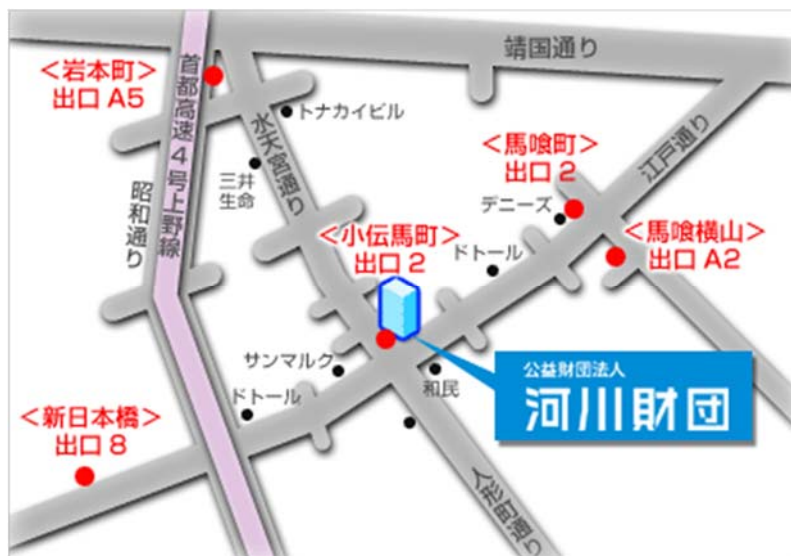 靖国通り
＜岩本町＞
出口 A5
首都高速4号上野線
昭和通り
水天宮通り
トナカイビル
三井
生命
＜馬喰町＞
出口 2
江戸通り
デニーズ
＜小伝馬町＞
出口 2
ドトール
＜馬喰横山＞
出口 A2
サンマルク
ドトール
和民
公益財団法人
河川財団
＜新日本橋＞
出口 8
人形町通り